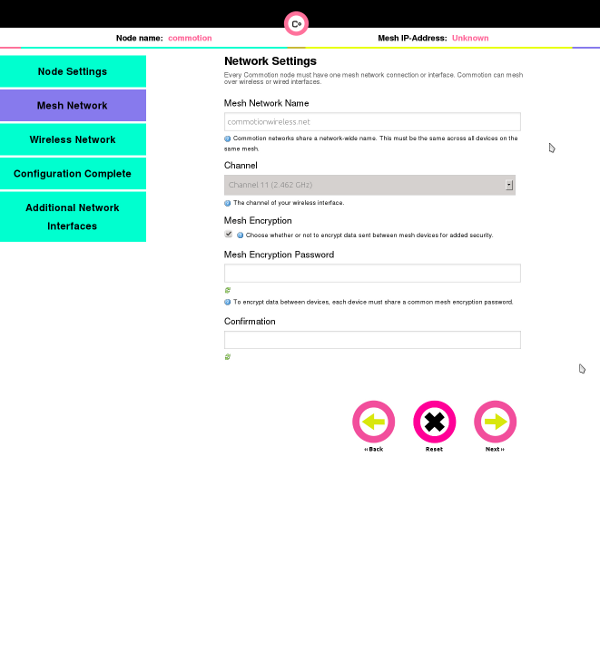 C°
Node name: commotion
Mesh IP-Address: Unknown
Node Settings
Mesh Network
Wireless Network
Configuration Complete
Additional Network
Interfaces
Network Settings
Every Commotion node must have one mesh network connection or interface. Commotion can mesh
over wireless or wired interfaces.
Mesh Network Name
commotionwireless.net
Commotion networks share a network-wide name. This must be the same across all devices on the
same mesh.
Channel
Channel 11 (2.462 GHz)
The channel of your wireless interface.
Mesh Encryption
Choose whether or not to encrypt data sent between mesh devices for added security.
Mesh Encryption Password
To encrypt data between devices, each device must share a common mesh encryption password.
Confirmation
‹‹ Back
Reset
Next ››